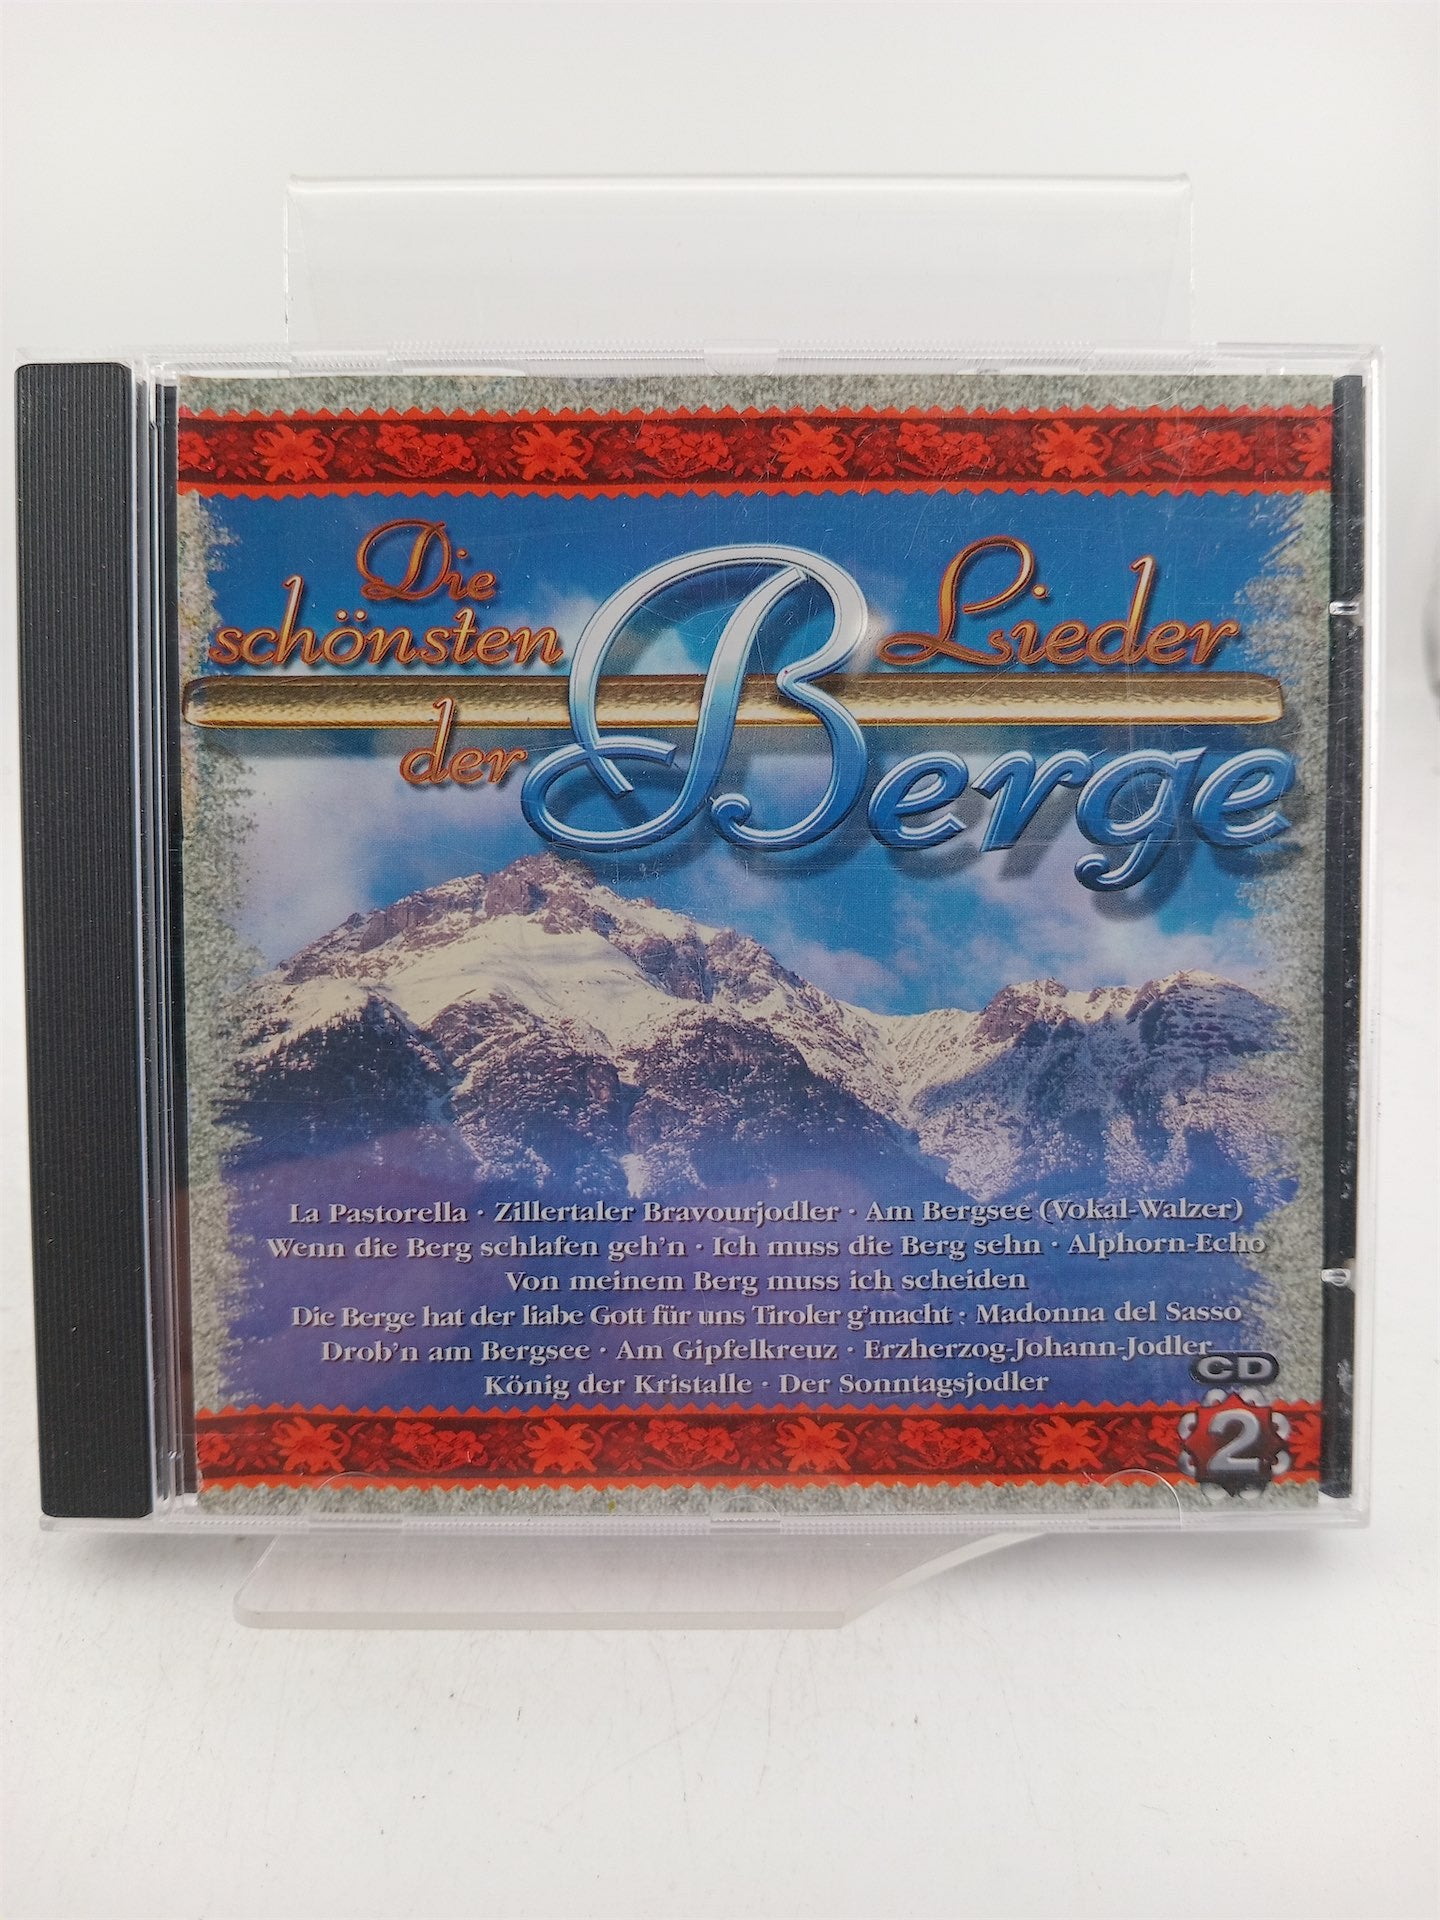 Die
schönsten Lieder
der Berge
La Pastorella · Zillertaler Bravourjodler · Am Bergsee (Vokal-Walzer)
Wenn die Berg schlafen geh'n · Ich muss die Berg sehn · Alphorn-Echo
Von meinem Berg muss ich scheiden
Die Berge hat der liabe Gott für uns Tiroler g'macht · Madonna del Sasso
Drob'n am Bergsee · Am Gipfelkreuz · Erzherzog-Johann-Jodler
König der Kristalle · Der Sonntagsjodler
CD
2